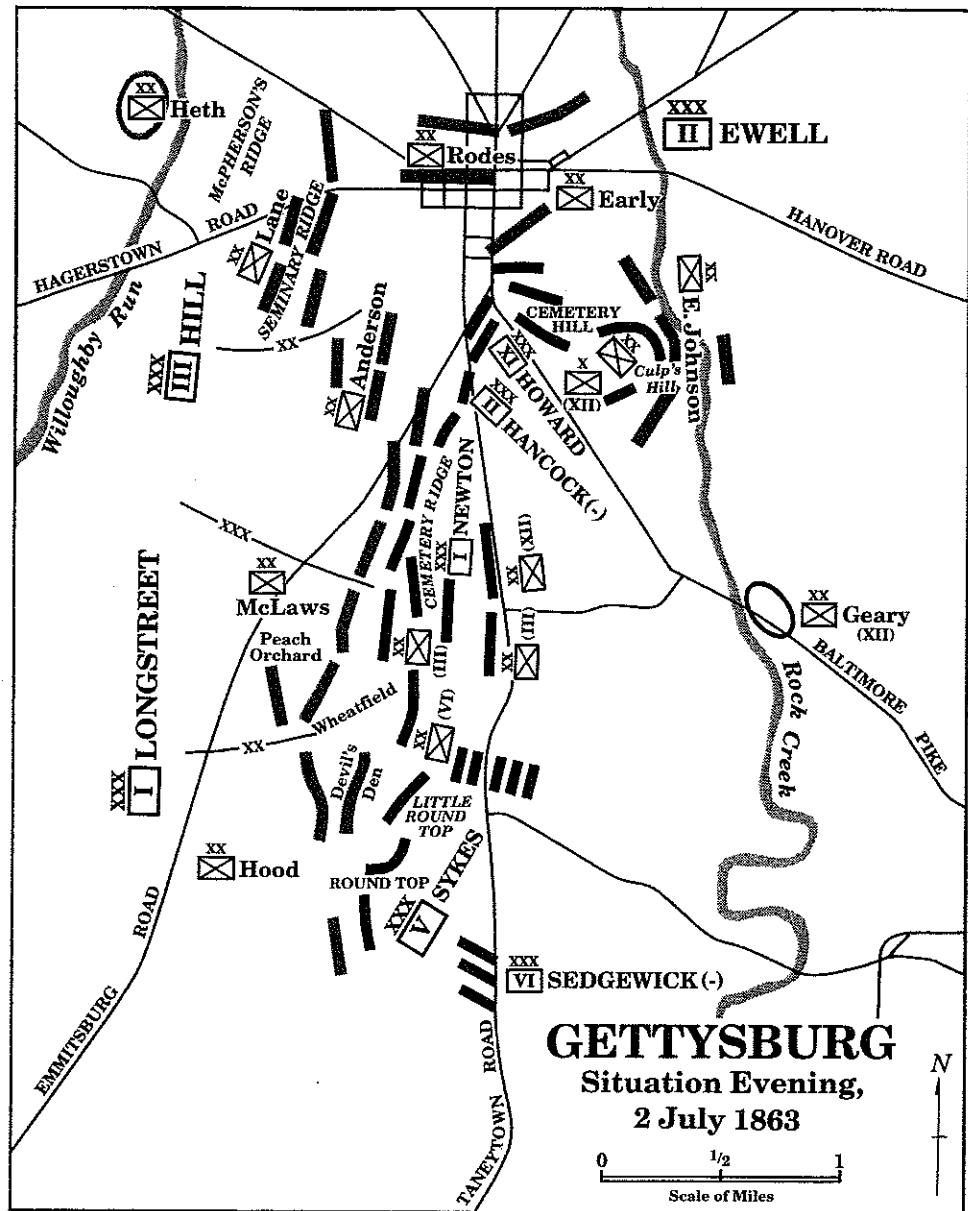 XX
Heth
McPHERSON'S
RIDGE
XX
Rodes
XXX
II EWELL
XX
Early
HAGERSTOWN ROAD
XX
Lane
SEMINARY RIDGE
HANOVER ROAD
Willoughby Run
XXX
III HILL
XX
XX
Anderson
XX
E. Johnson
CEMETERY
HILL
XX
Culp's
Hill
X
(XII)
XXX
XI HOWARD
XXX
II HANCOCK (-)
CEMETERY RIDGE
XXX
I NEWTON
XXX
XX
(XII)
XX
McLaws
XX
Geary
(XII)
Peach
Orchard
XX
(III)
XX
(III)
BALTIMORE PIKE
Rock Creek
XXX
I LONGSTREET
XX
Wheatfield
XX
(VI)
Devil's
Den
LITTLE
ROUND
TOP
XX
Hood
ROUND TOP
XXX
V SYKES
XXX
VI SEDGEWICK (-)
EMMITSBURG ROAD
TANEYTOWN ROAD
GETTYSBURG
Situation Evening,
2 July 1863
N
0 1/2 1
Scale of Miles